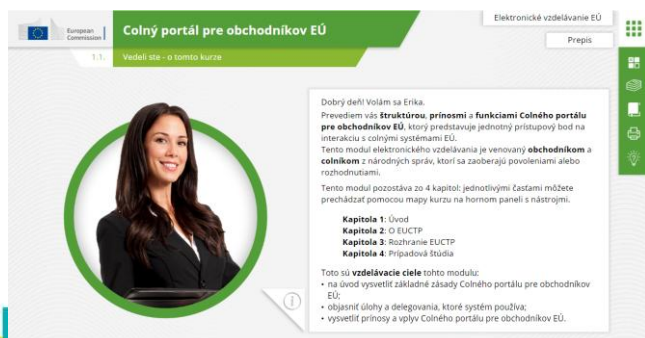 European
Commission
Colný portál pre obchodníkov EÚ
Elektronické vzdelávanie EÚ
Prepis
1.1. Vedeli ste - o tomto kurze
Dobrý deň! Volám sa Erika.
Prevediem vás štruktúrou, prínosmi a funkciami Colného portálu
pre obchodníkov EÚ, ktorý predstavuje jednotný prístupový bod na
interakciu s colnými systémami EÚ.
Tento modul elektronického vzdelávania je venovaný obchodníkom a
colníkom z národných správ, ktorí sa zaoberajú povoleniami alebo
rozhodnutiami.
Tento modul pozostáva zo 4 kapitol: jednotlivými časťami môžete
prechádzať pomocou mapy kurzu na hornom paneli s nástrojmi.
Kapitola 1: Úvod
Kapitola 2: O EUCTP
Kapitola 3: Rozhranie EUCTP
Kapitola 4: Prípadová štúdia
Toto sú vzdelávacie ciele tohto modulu:
• na úvod vysvetliť základné zásady Colného portálu pre obchodníkov
EÚ;
• objasniť úlohy a delegovania, ktoré systém používa;
• vysvetliť prínosy a vplyv Colného portálu pre obchodníkov EÚ.